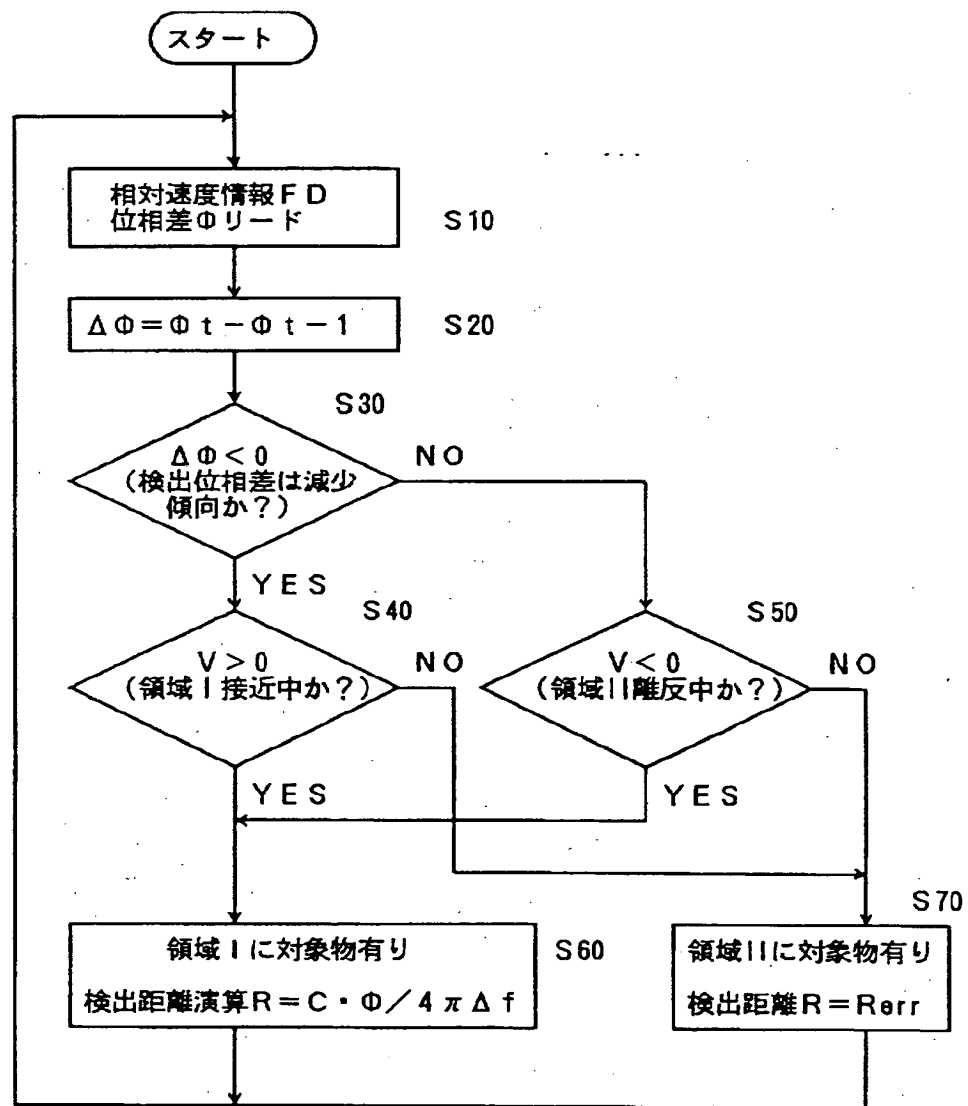 スタート
相対速度情報FD
位相差Φリード
S10
ΔΦ=Φt-Φt-1
S20
S30
ΔΦ<0
(検出位相差は減少
傾向か?)
NO
YES
S40
V>0
(領域I接近中か?)
NO
YES
S50
V<0
(領域II離反中か?)
NO
YES
S60
領域Iに対象物有り
検出距離演算R=C・Φ/4πΔf
S70
領域IIに対象物有り
検出距離R=Rerr